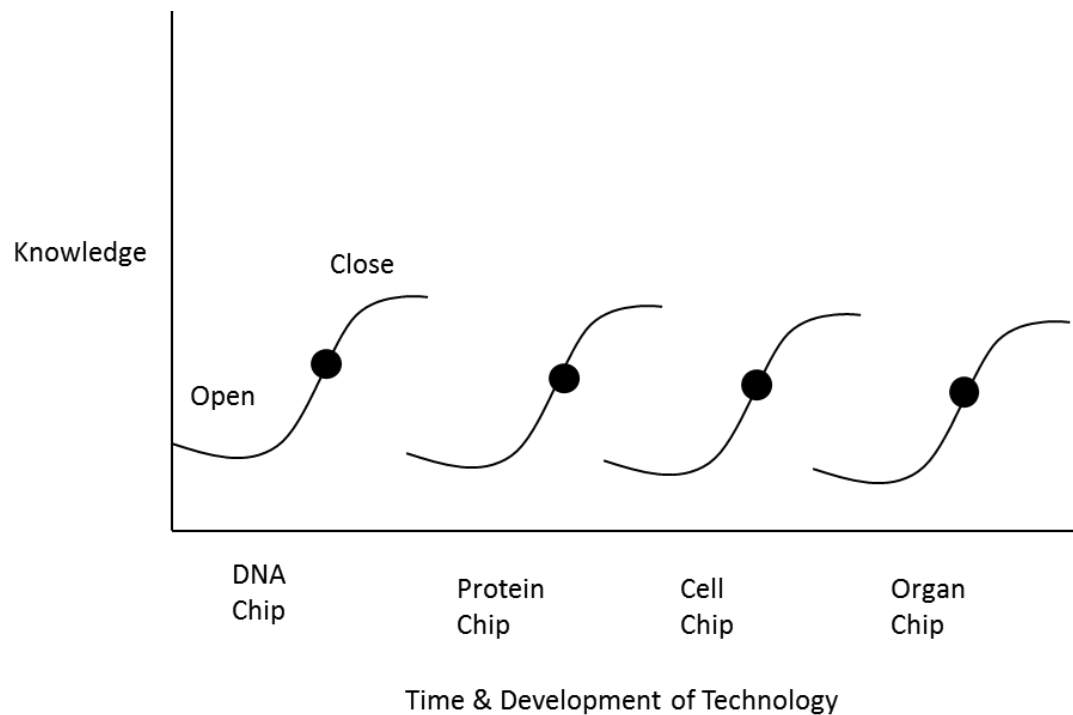 Knowledge
Close
Open
DNA
Chip
Protein
Chip
Cell
Chip
Organ
Chip
Time & Development of Technology